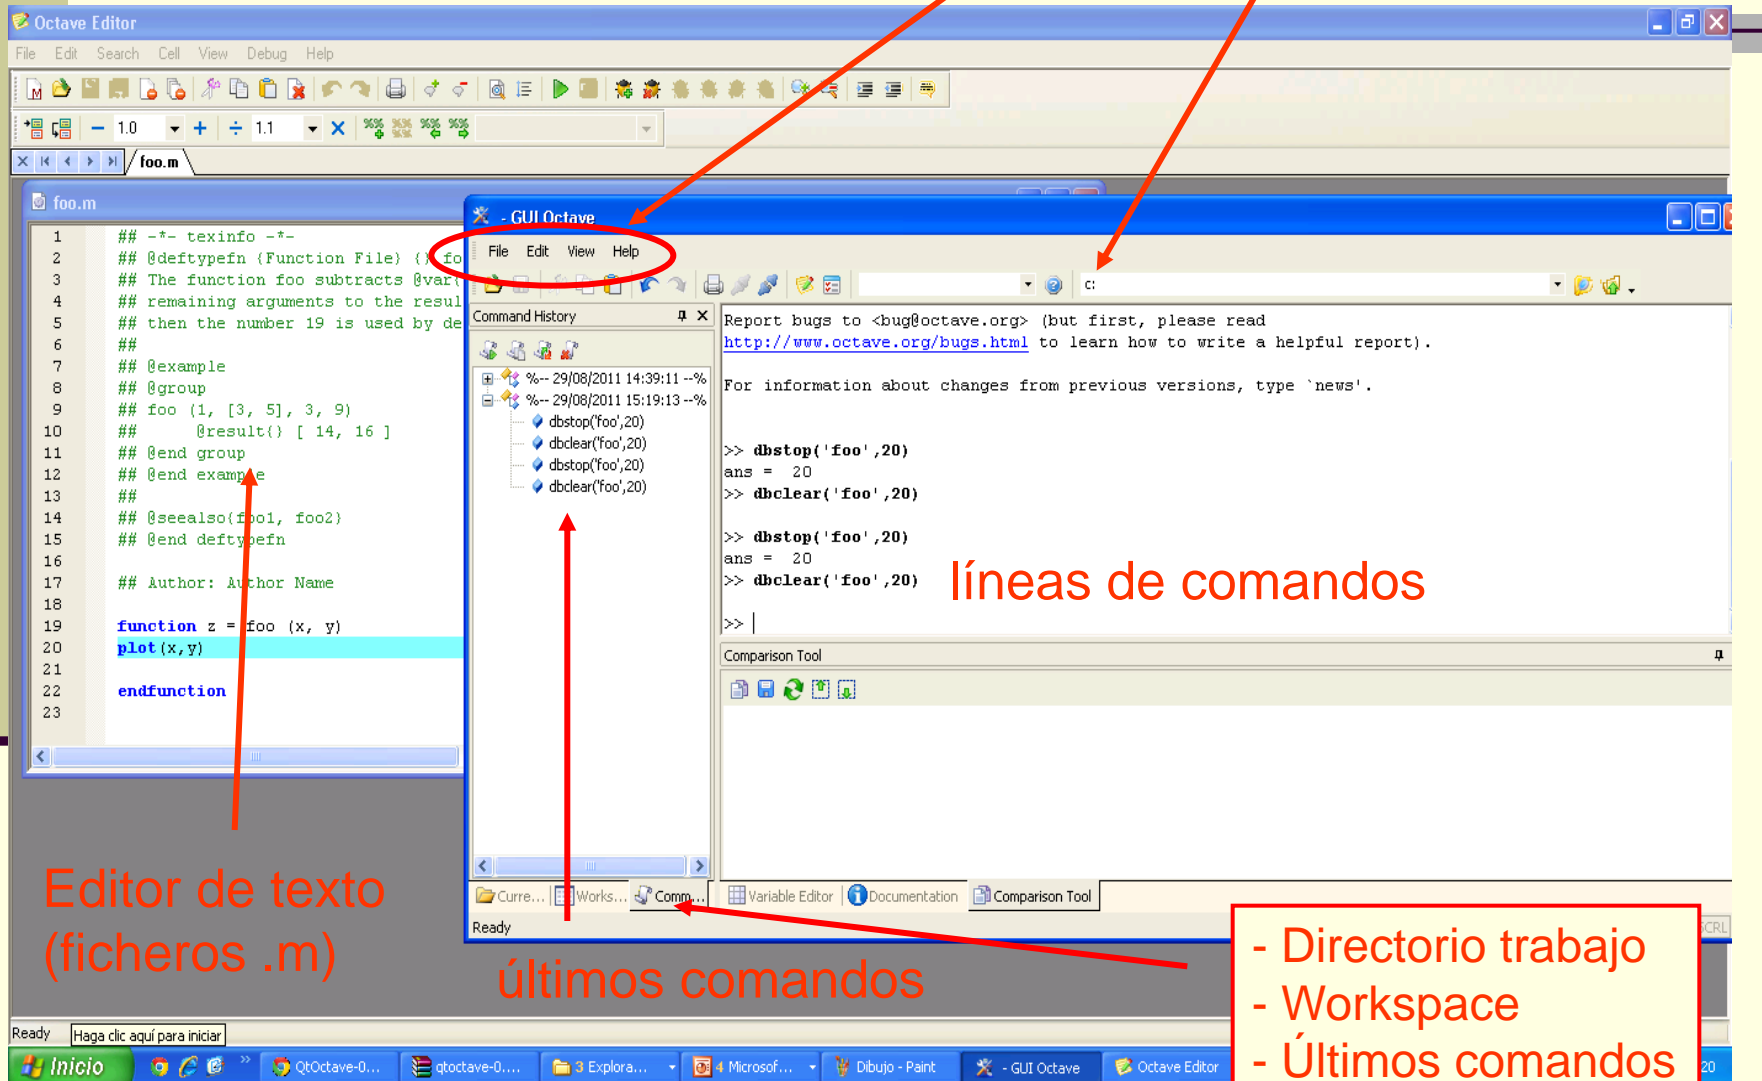 Octave Editor
File Edit Search Cell View Debug Help
1.0 1.1
foo.m
foo.m
1 ## -*- texinfo -*-
2 ## @deftypefn {Function File} {} fo
3 ## The function foo subtracts @var{
4 ## remaining arguments to the resul
5 ## then the number 19 is used by de
6 ##
7 ## @example
8 ## @group
9 ## foo (1, [3, 5], 3, 9)
10 ## @result{} [ 14, 16 ]
11 ## @end group
12 ## @end example
13 ##
14 ## @seealso{foo1, foo2}
15 ## @end deftypefn
16
17 ## Author: Author Name
18
19 function z = foo (x, y)
20 plot(x,y)
21
22 endfunction
23
- GUI Octave
File Edit View Help
c:
Command History
%-- 29/08/2011 14:39:11 --%
%-- 29/08/2011 15:19:13 --%
dbstop('foo',20)
dbclear('foo',20)
dbstop('foo',20)
dbclear('foo',20)
Report bugs to <bug@octave.org> (but first, please read
http://www.octave.org/bugs.html to learn how to write a helpful report).
For information about changes from previous versions, type `news'.
>> dbstop('foo',20)
ans = 20
>> dbclear('foo',20)
>> dbstop('foo',20)
ans = 20
>> dbclear('foo',20)
>>
líneas de comandos
Comparison Tool
Curre... Works... Comm...
Variable Editor Documentation Comparison Tool
Ready
SCRL
Editor de texto
(ficheros .m)
últimos comandos
- Directorio trabajo
- Workspace
- Últimos comandos
Ready
Haga clic aquí para iniciar
Inicio » QtOctave-0... qtoctave-0.... 3 Explora... 4 Microsof... Dibujo - Paint - GUI Octave Octave Editor 20